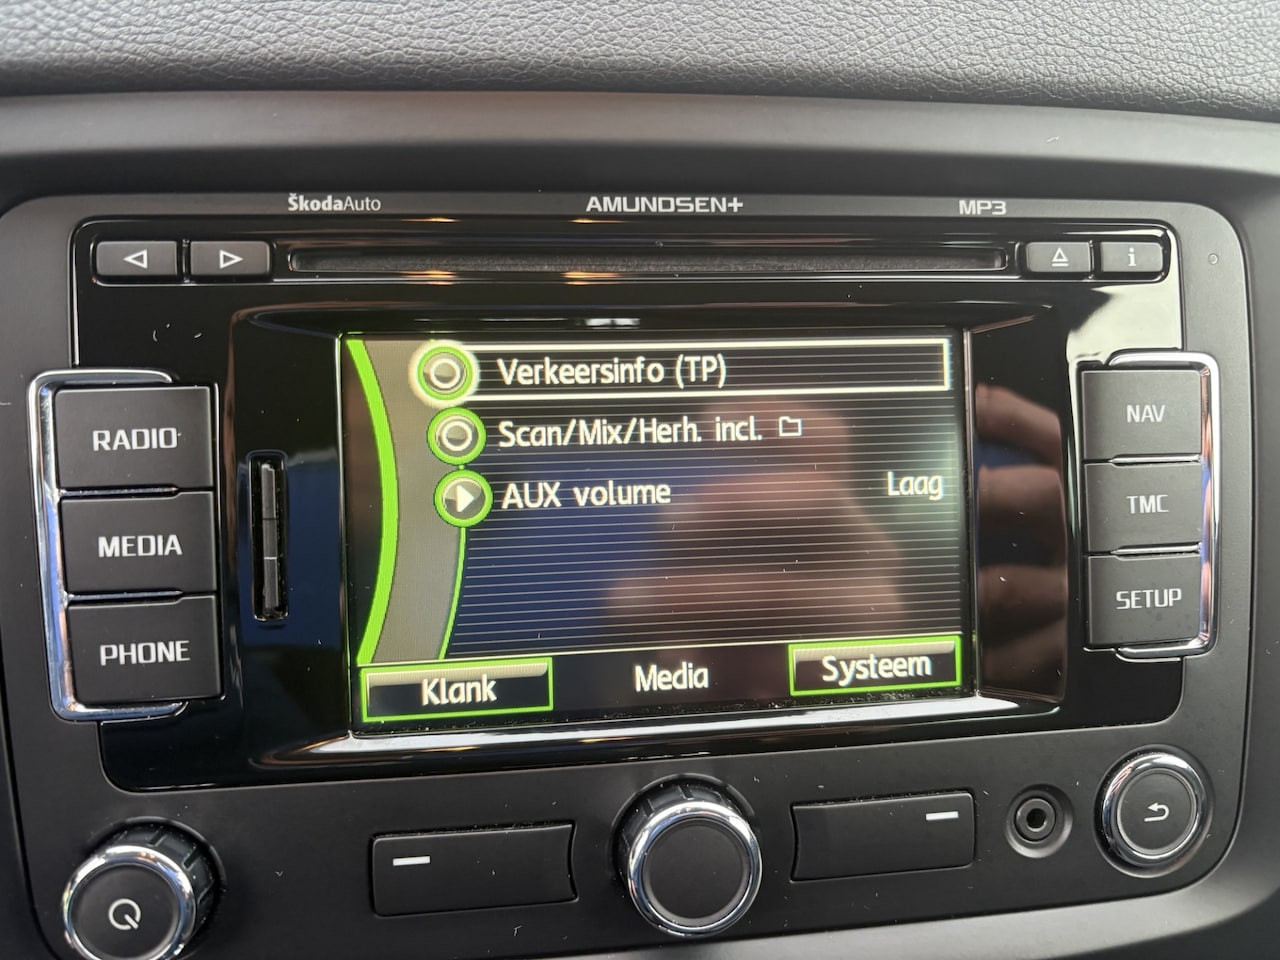 ŠkodaAuto
AMUNDSEN+
MP3
i
RADIO
MEDIA
PHONE
Verkeersinfo (TP)
Scan/Mix/Herh. incl.
AUX volume Laag
Klank
Media
Systeem
NAV
TMC
SETUP